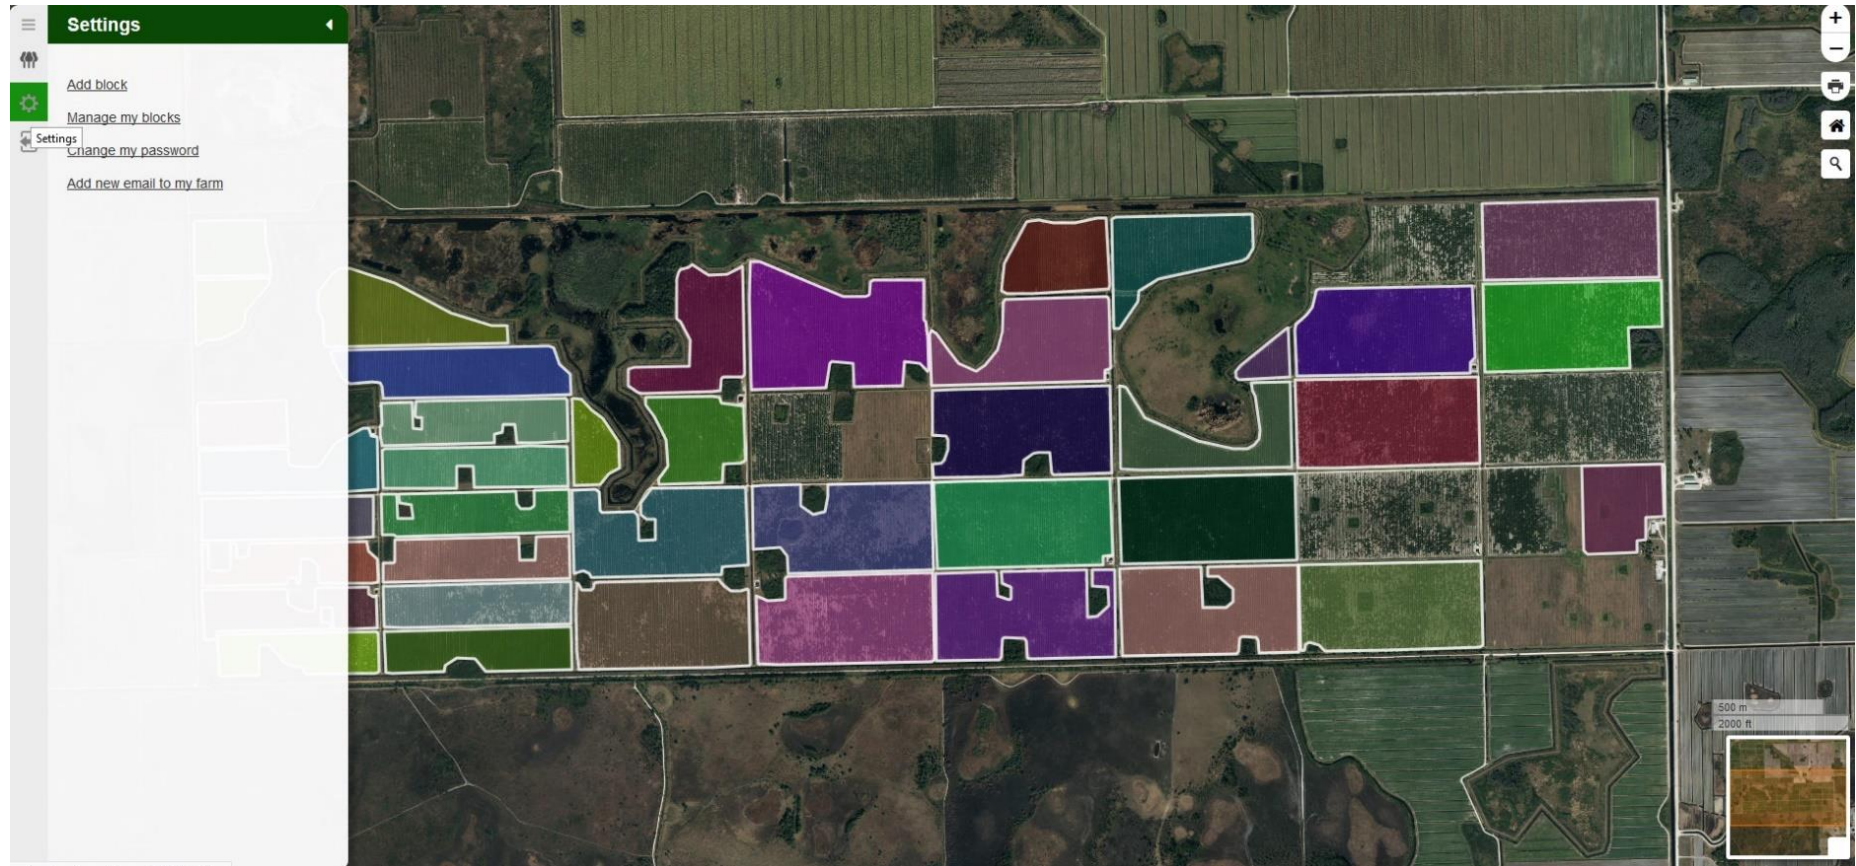 Settings
Add block
Manage my blocks
Settings
Change my password
Add new email to my farm
500 m
2000 ft